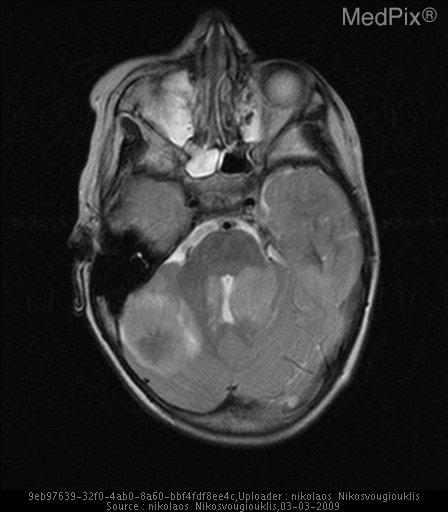 MedPix®
9eb97639-32f0-4ab0-8a60-bbf4fdf8ee4c,Uploader : nikolaos Nikosvougiouklis
Source : nikolaos Nikosvougiouklis,03-03-2009